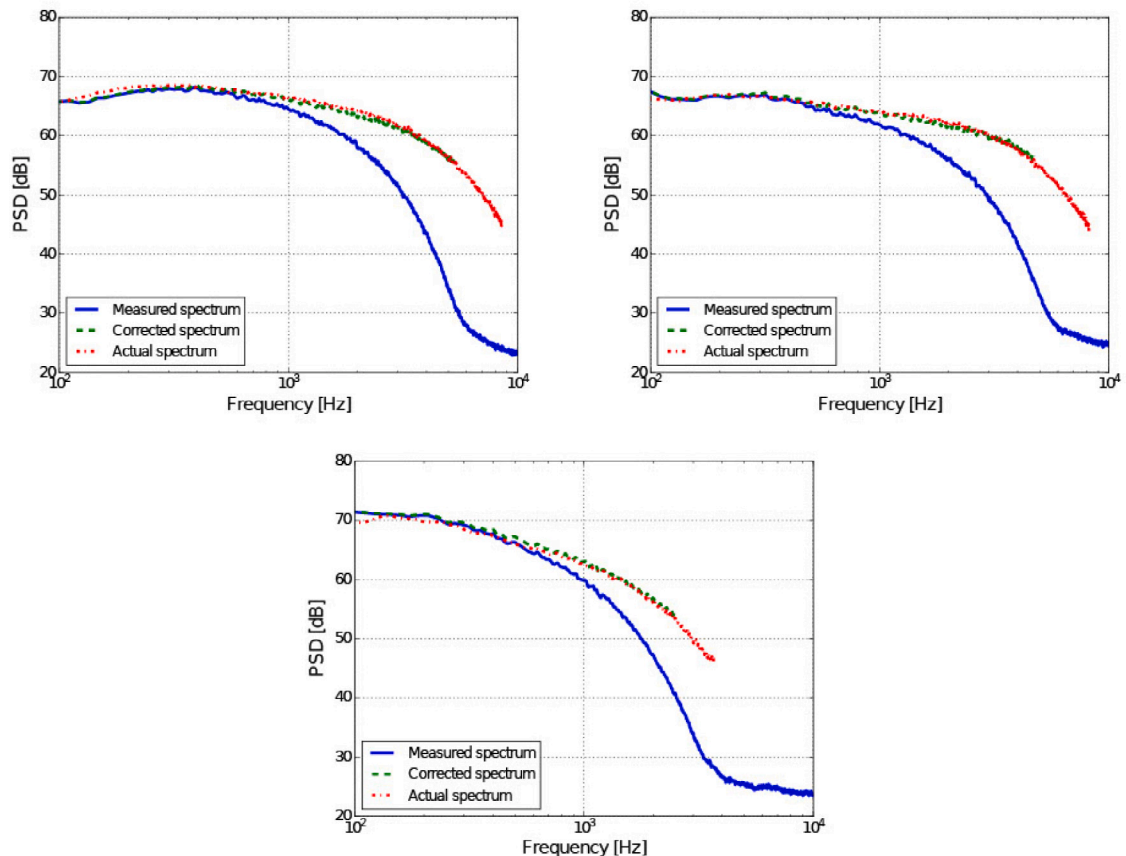 80
70
60
50
40
30
20
PSD [dB]
Measured spectrum
Corrected spectrum
Actual spectrum
10²
10³
10⁴
Frequency [Hz]
80
70
60
50
40
30
20
PSD [dB]
Measured spectrum
Corrected spectrum
Actual spectrum
10²
10³
10⁴
Frequency [Hz]
80
70
60
50
40
30
20
PSD [dB]
Measured spectrum
Corrected spectrum
Actual spectrum
10²
10³
10⁴
Frequency [Hz]